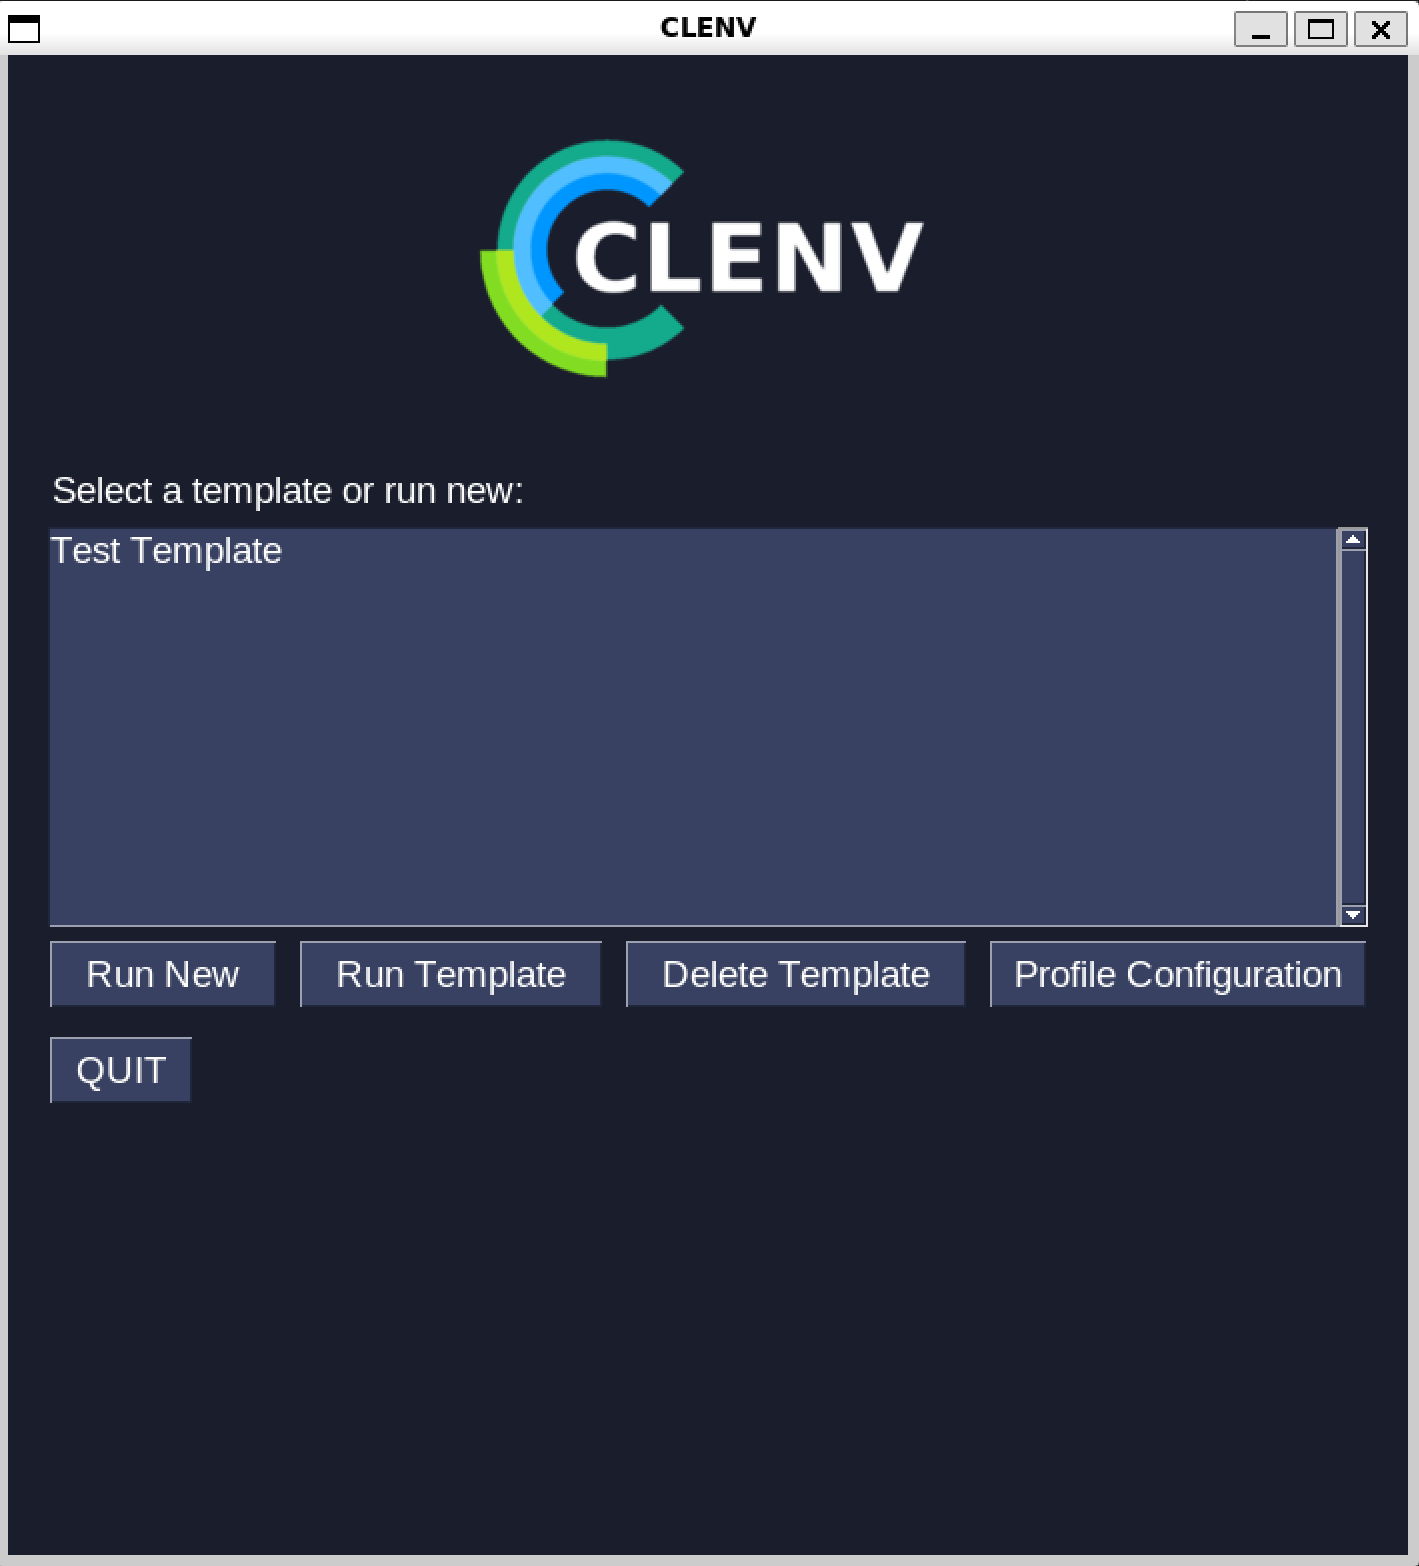 CLENV
CLENV
Select a template or run new:
Test Template
Run New Run Template Delete Template Profile Configuration
QUIT